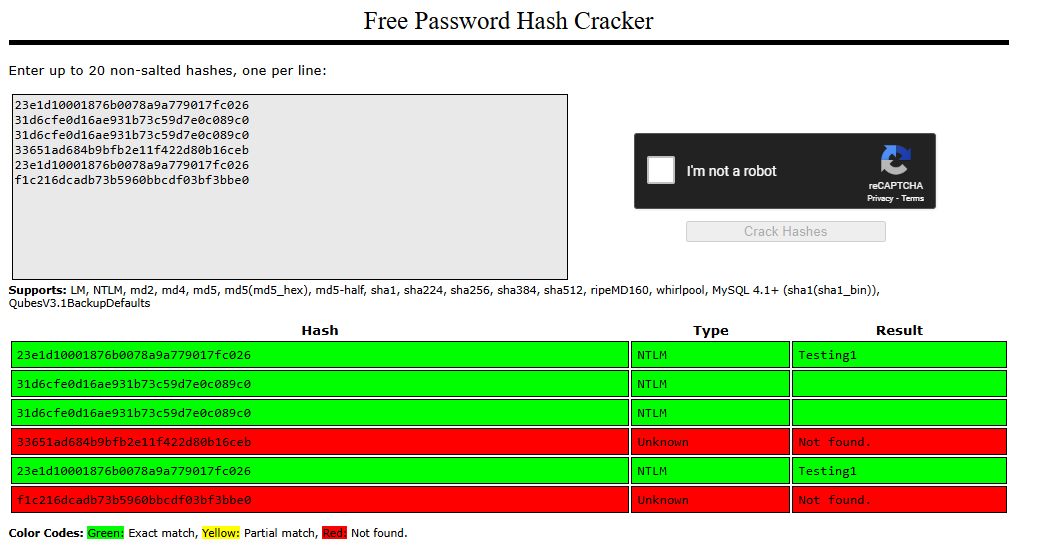 Free Password Hash Cracker
Enter up to 20 non-salted hashes, one per line:
23e1d10001876b0078a9a779017fc026
31d6cfe0d16ae931b73c59d7e0c089c0
31d6cfe0d16ae931b73c59d7e0c089c0
33651ad684b9bfb2e11f422d80b16ceb
23e1d10001876b0078a9a779017fc026
f1c216dcadb73b5960bbcdf03bf3bbe0
I'm not a robot
reCAPTCHA
Privacy - Terms
Crack Hashes
Supports: LM, NTLM, md2, md4, md5, md5(md5_hex), md5-half, sha1, sha224, sha256, sha384, sha512, ripeMD160, whirlpool, MySQL 4.1+ (sha1(sha1_bin)),
QubesV3.1BackupDefaults
Hash Type Result
23e1d10001876b0078a9a779017fc026 NTLM Testing1
31d6cfe0d16ae931b73c59d7e0c089c0 NTLM
31d6cfe0d16ae931b73c59d7e0c089c0 NTLM
33651ad684b9bfb2e11f422d80b16ceb Unknown Not found.
23e1d10001876b0078a9a779017fc026 NTLM Testing1
f1c216dcadb73b5960bbcdf03bf3bbe0 Unknown Not found.
Color Codes: Green: Exact match, Yellow: Partial match, Red: Not found.